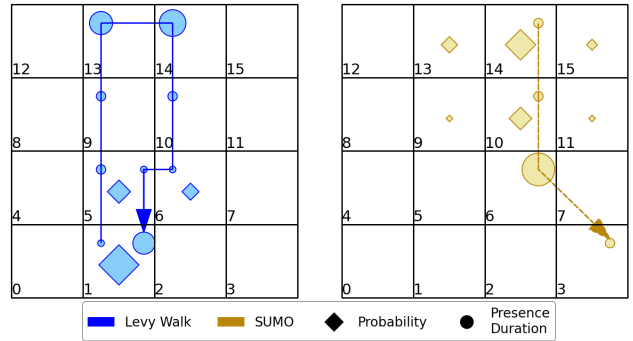 12 13 14 15 12 13 14 15
8 9 10 11 8 9 10 11
4 5 6 7 4 5 6 7
0 1 2 3 0 1 2 3
Levy Walk SUMO Probability Presence
Duration